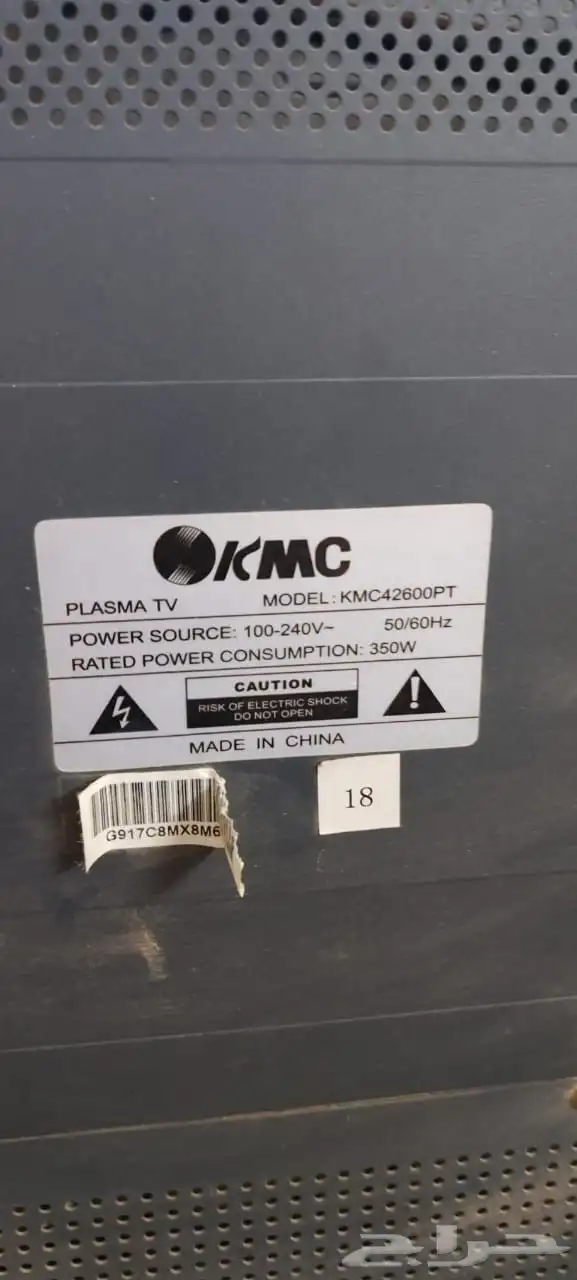 KMC
PLASMA TV MODEL: KMC42600PT
POWER SOURCE: 100-240V~ 50/60Hz
RATED POWER CONSUMPTION: 350W
CAUTION
RISK OF ELECTRIC SHOCK
DO NOT OPEN
MADE IN CHINA
G917C8MX8M6
18
حراج